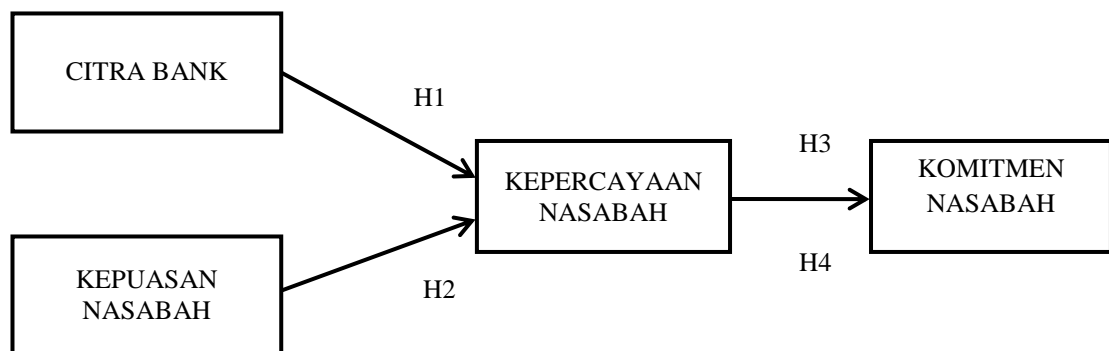 CITRA BANK
H1
KEPERCAYAAN
NASABAH
H3
KOMITMEN
NASABAH
H4
KEPUASAN
NASABAH
H2